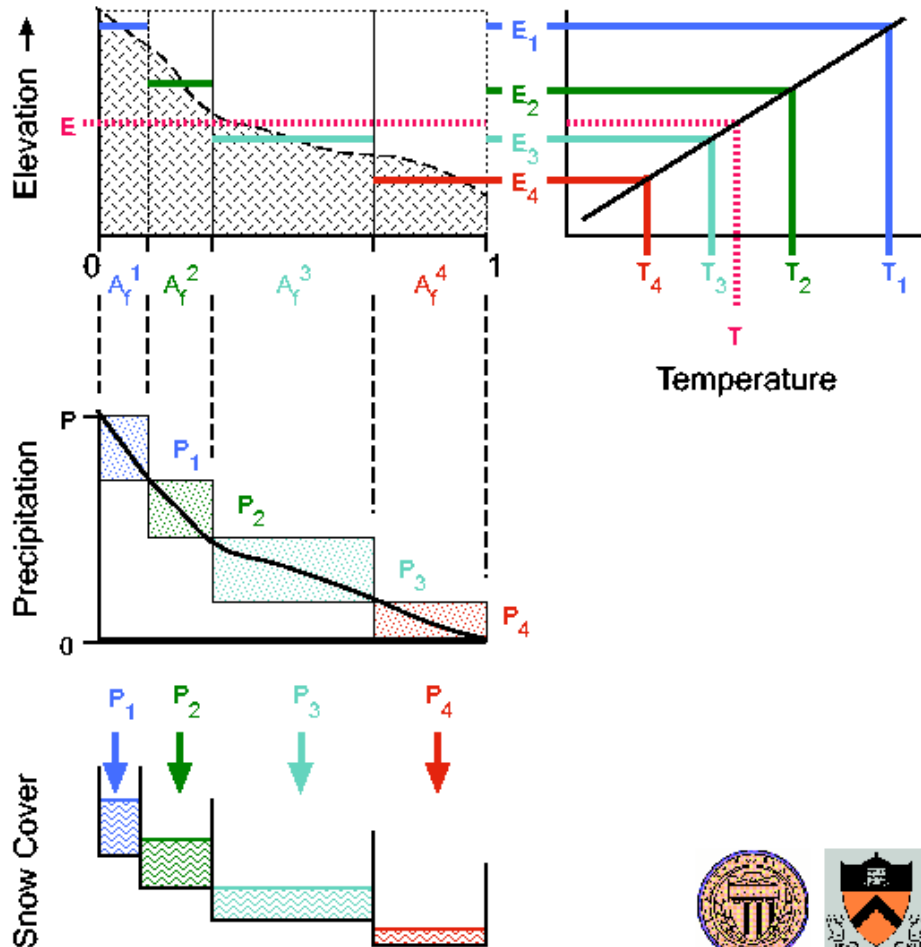 Elevation →
E
E1
E2
E3
E4
0
1
Af1
Af2
Af3
Af4
T4
T3
T2
T1
T
Temperature
Precipitation
P
0
P1
P2
P3
P4
P1
P2
P3
P4
Snow Cover